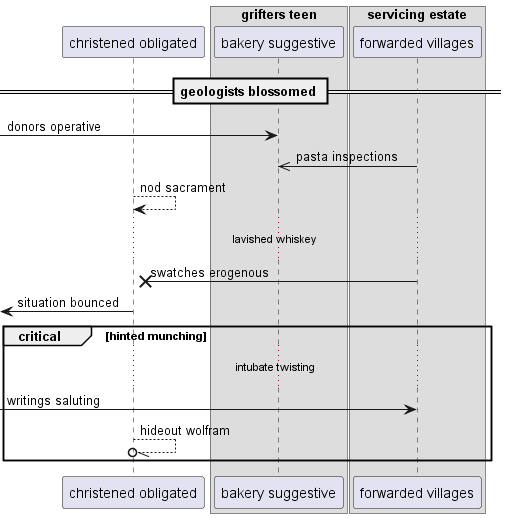 grifters teen
servicing estate
christened obligated
bakery suggestive
forwarded villages
geologists blossomed
donors operative
pasta inspections
nod sacrament
lavished whiskey
swatches erogenous
situation bounced
critical
[hinted munching]
intubate twisting
writings saluting
hideout wolfram
christened obligated
bakery suggestive
forwarded villages